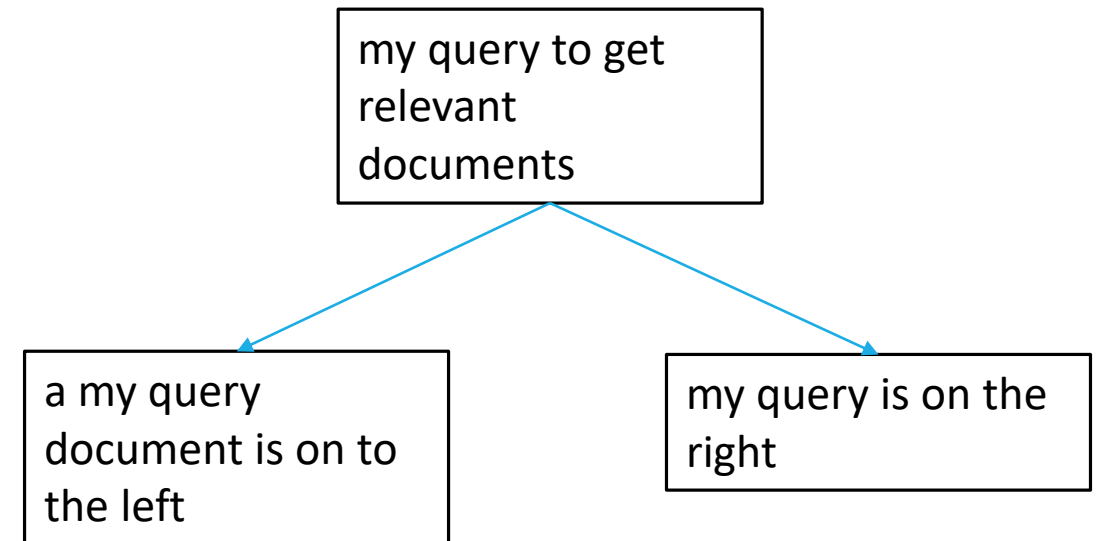 my query to get
relevant
documents
a my query
document is on to
the left
my query is on the
right